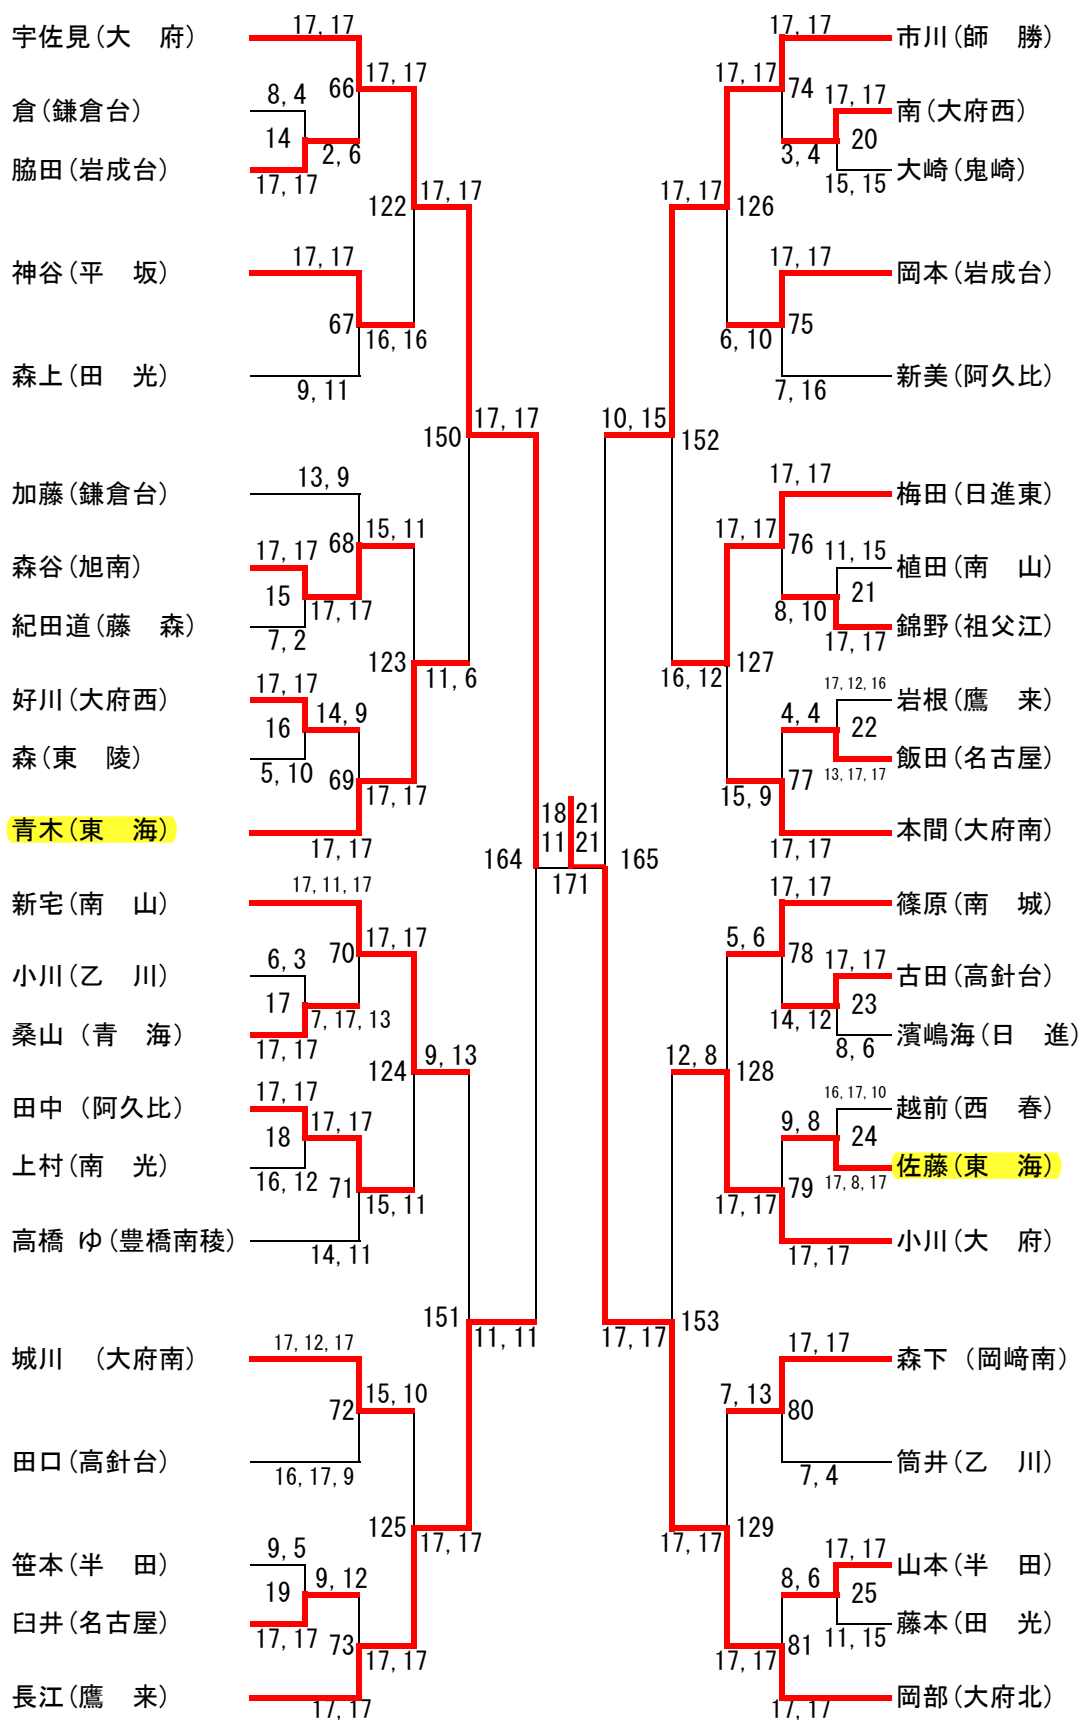 宇佐見(大　府)
17, 17
倉(鎌倉台)
8, 4
66
17, 17
14
脇田(岩成台)
17, 17
2, 6
122
17, 17
神谷(平　坂)
17, 17
67
16, 16
森上(田　光)
9, 11
150
17, 17
加藤(鎌倉台)
13, 9
森谷(旭南)
17, 17
68
15, 11
15
17, 17
紀田道(藤　森)
7, 2
123
11, 6
好川(大府西)
17, 17
14, 9
16
森(東　陵)
5, 10
69
17, 17
青木(東　海)
17, 17
164
新宅(南　山)
17, 11, 17
70
17, 17
小川(乙　川)
6, 3
17
7, 17, 13
桑山 (青　海)
17, 17
124
9, 13
田中 (阿久比)
17, 17
17, 17
18
上村(南　光)
16, 12
71
15, 11
高橋 ゆ(豊橋南稜)
14, 11
151
11, 11
城川　(大府南)
17, 12, 17
72
15, 10
田口(高針台)
16, 17, 9
125
17, 17
笹本(半　田)
9, 5
19
9, 12
臼井(名古屋)
17, 17
73
17, 17
長江(鷹　来)
17, 17
18 21
11 21
171
市川(師　勝)
17, 17
17, 17
74
南(大府西)
17, 17
20
3, 4
大崎(鬼崎)
15, 15
17, 17
126
岡本(岩成台)
17, 17
6, 10
75
新美(阿久比)
7, 16
10, 15
152
梅田(日進東)
17, 17
17, 17
76
植田(南　山)
11, 15
21
8, 10
錦野(祖父江)
17, 17
16, 12
127
岩根(鷹　来)
17, 12, 16
4, 4
22
飯田(名古屋)
13, 17, 17
77
15, 9
本間(大府南)
17, 17
165
篠原(南　城)
17, 17
5, 6
78
古田(高針台)
17, 17
23
14, 12
濱嶋海(日　進)
8, 6
12, 8
128
越前(西　春)
16, 17, 10
9, 8
24
佐藤(東　海)
17, 8, 17
79
17, 17
小川(大　府)
17, 17
17, 17
153
森下 (岡﨑南)
17, 17
7, 13
80
筒井(乙　川)
7, 4
17, 17
129
山本(半　田)
17, 17
8, 6
25
藤本(田　光)
11, 15
81
17, 17
岡部(大府北)
17, 17